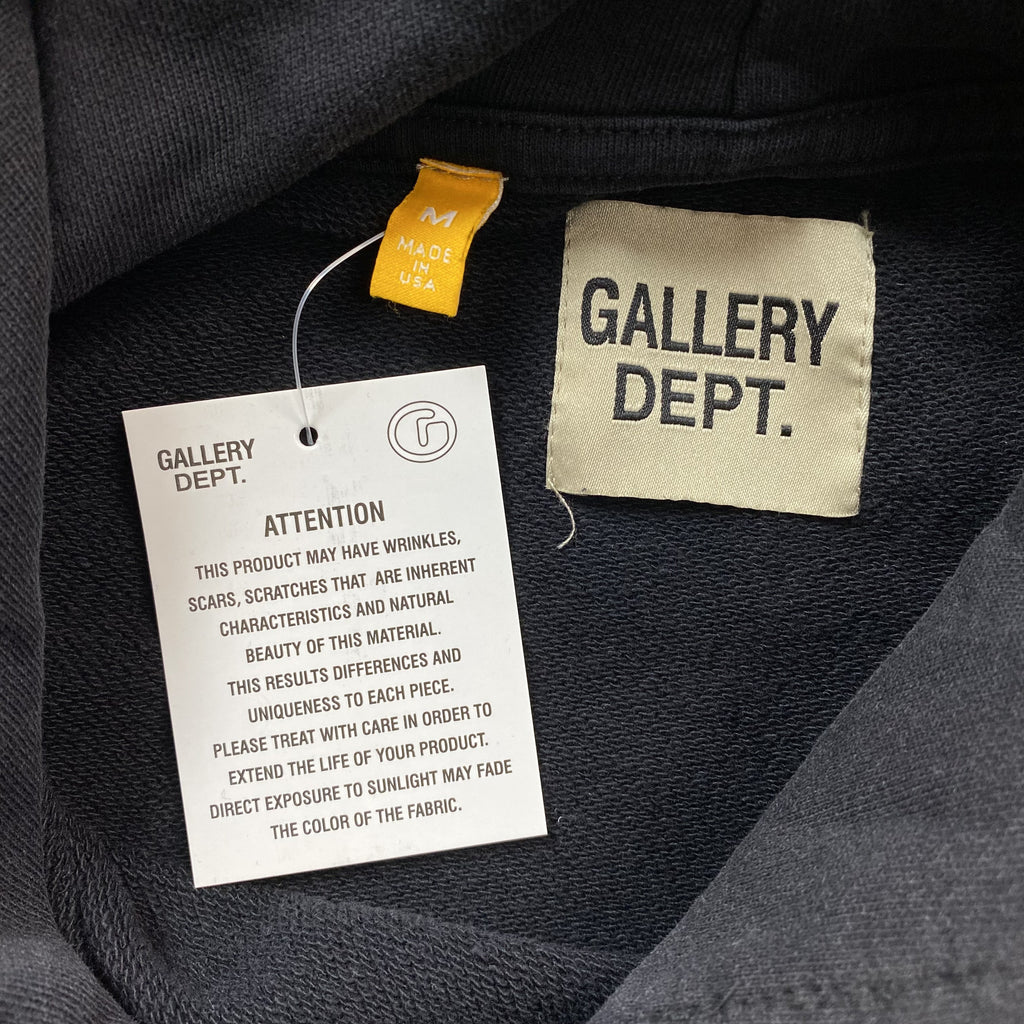 M
MADE
IN
USA
GALLERY
DEPT.
GALLERY
DEPT.
G
ATTENTION
THIS PRODUCT MAY HAVE WRINKLES,
SCARS, SCRATCHES THAT ARE INHERENT
CHARACTERISTICS AND NATURAL
BEAUTY OF THIS MATERIAL.
THIS RESULTS DIFFERENCES AND
UNIQUENESS TO EACH PIECE.
PLEASE TREAT WITH CARE IN ORDER TO
EXTEND THE LIFE OF YOUR PRODUCT.
DIRECT EXPOSURE TO SUNLIGHT MAY FADE
THE COLOR OF THE FABRIC.